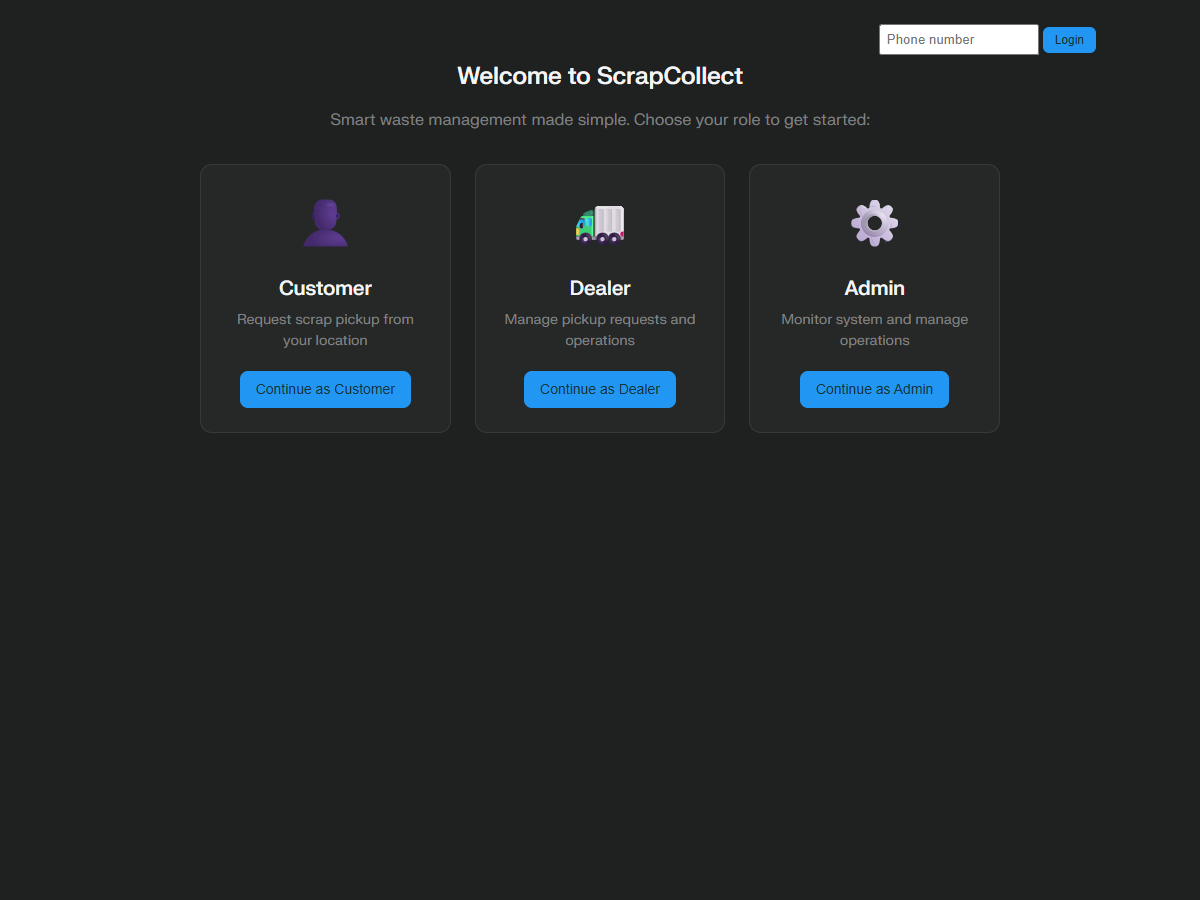 Phone number
Login
Welcome to ScrapCollect
Smart waste management made simple. Choose your role to get started:
Customer
Request scrap pickup from
your location
Continue as Customer
Dealer
Manage pickup requests and
operations
Continue as Dealer
Admin
Monitor system and manage
operations
Continue as Admin